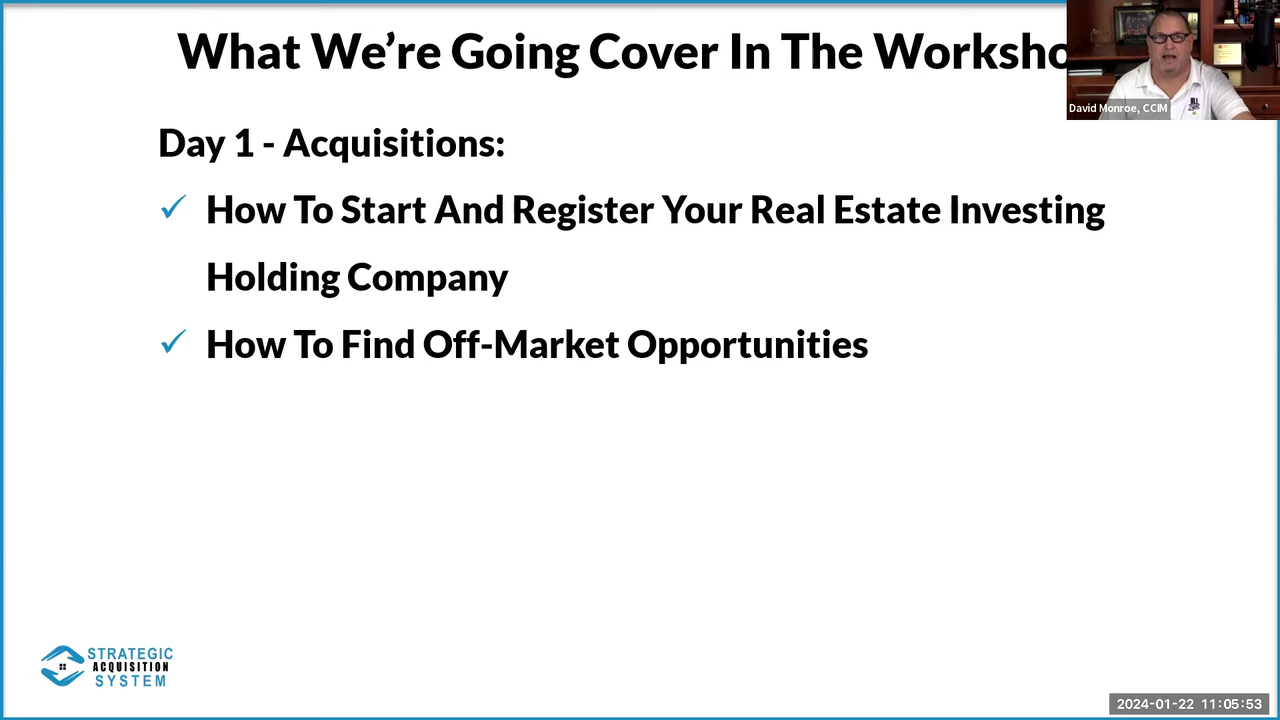 What We're Going Cover In The Worksho
David Monroe, CCIM
Day 1 - Acquisitions:
✓ How To Start And Register Your Real Estate Investing
Holding Company
✓ How To Find Off-Market Opportunities
STRATEGIC
ACQUISITION
SYSTEM
2024-01-22 11:05:53